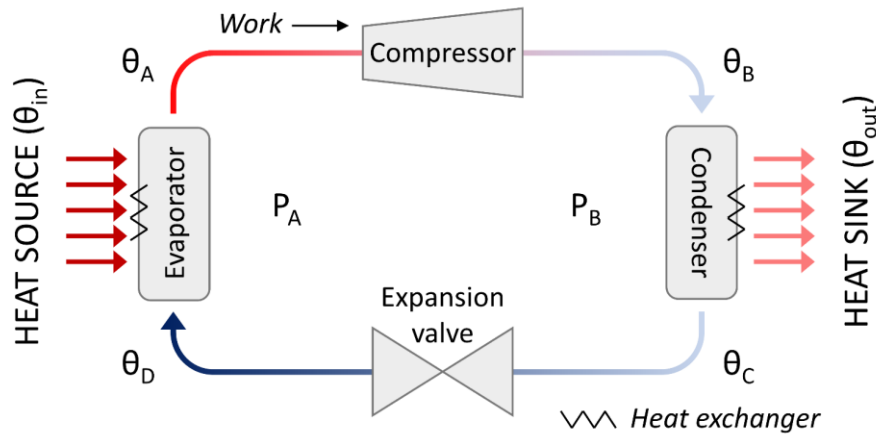 Work
Compressor
θA
θB
HEAT SOURCE (θin)
Evaporator
PA
PB
Condenser
HEAT SINK (θout)
Expansion
valve
θD
θC
Heat exchanger